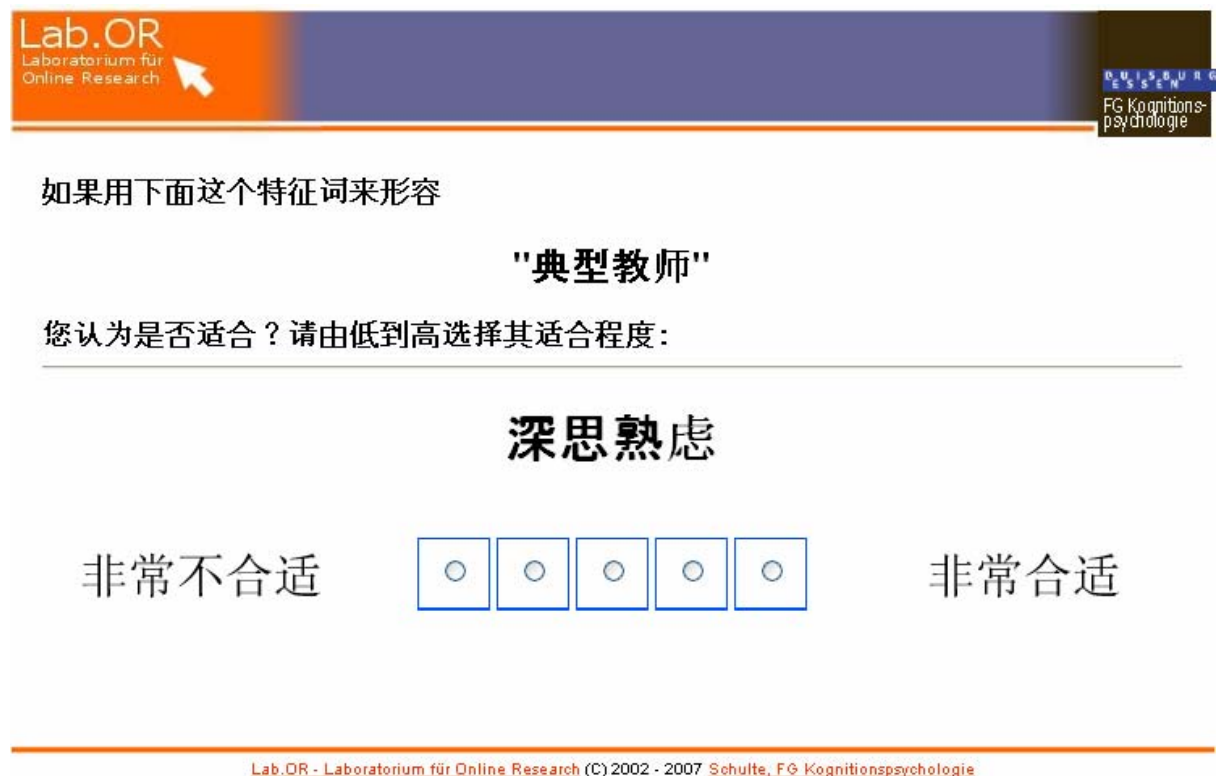 Lab.OR
Laboratorium für
Online Research
DUISBURG
ESSEN
FG Kognitions-
psychologie
如果用下面这个特征词来形容
"典型教师"
您认为是否适合？请由低到高选择其适合程度：
深思熟虑
非常不合适 非常合适
Lab.OR - Laboratorium für Online Research (C) 2002 - 2007 Schulte, FG Kognitionspsychologie